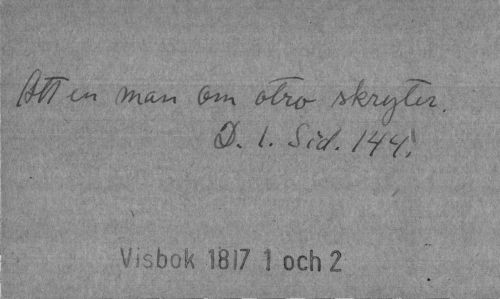 Att en man om otro skryter.
D. 1. Sid. 144.
Visbok 1817 1 och 2